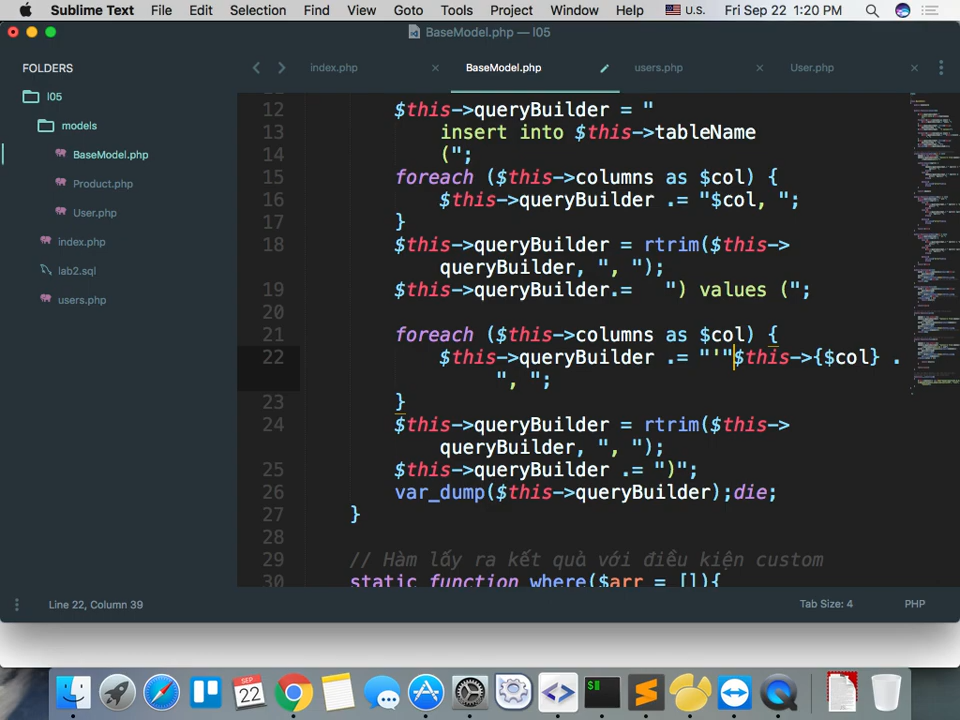 Sublime Text File Edit Selection Find View Goto Tools Project Window Help U.S. Fri Sep 22 1:20 PM
BaseModel.php — l05
FOLDERS
l05
models
BaseModel.php
Product.php
User.php
index.php
lab2.sql
users.php
index.php × BaseModel.php users.php × User.php ×
12 $this->queryBuilder = "
13 insert into $this->tableName
14 (";
15 foreach ($this->columns as $col) {
16 $this->queryBuilder .= "$col, ";
17 }
18 $this->queryBuilder = rtrim($this->
queryBuilder, ", ");
19 $this->queryBuilder.= ") values (";
20
21 foreach ($this->columns as $col) {
22 $this->queryBuilder .= "'"$this->{$col} .
", ";
23 }
24 $this->queryBuilder = rtrim($this->
queryBuilder, ", ");
25 $this->queryBuilder .= ")";
26 var_dump($this->queryBuilder);die;
27 }
28
29 // Hàm lấy ra kết quả với điều kiện custom
30 static function where($arr = []){
Line 22, Column 39 Tab Size: 4 PHP
22